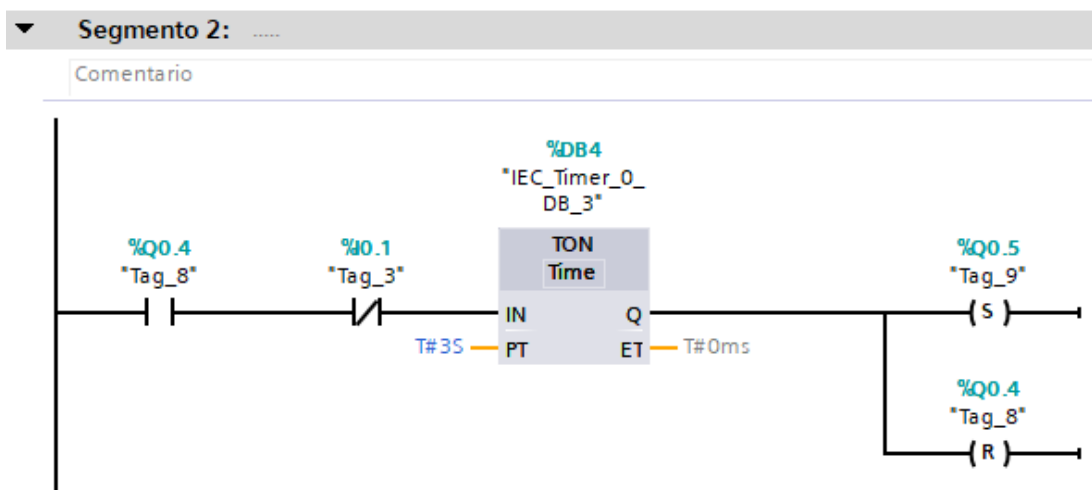 Segmento 2: .....
Comentario
%DB4
"IEC_Timer_0_
DB_3"
%Q0.4
"Tag_8"
%I0.1
"Tag_3"
TON
Time
%Q0.5
"Tag_9"
S
IN
Q
T#3S
PT
ET
T#0ms
%Q0.4
"Tag_8"
R